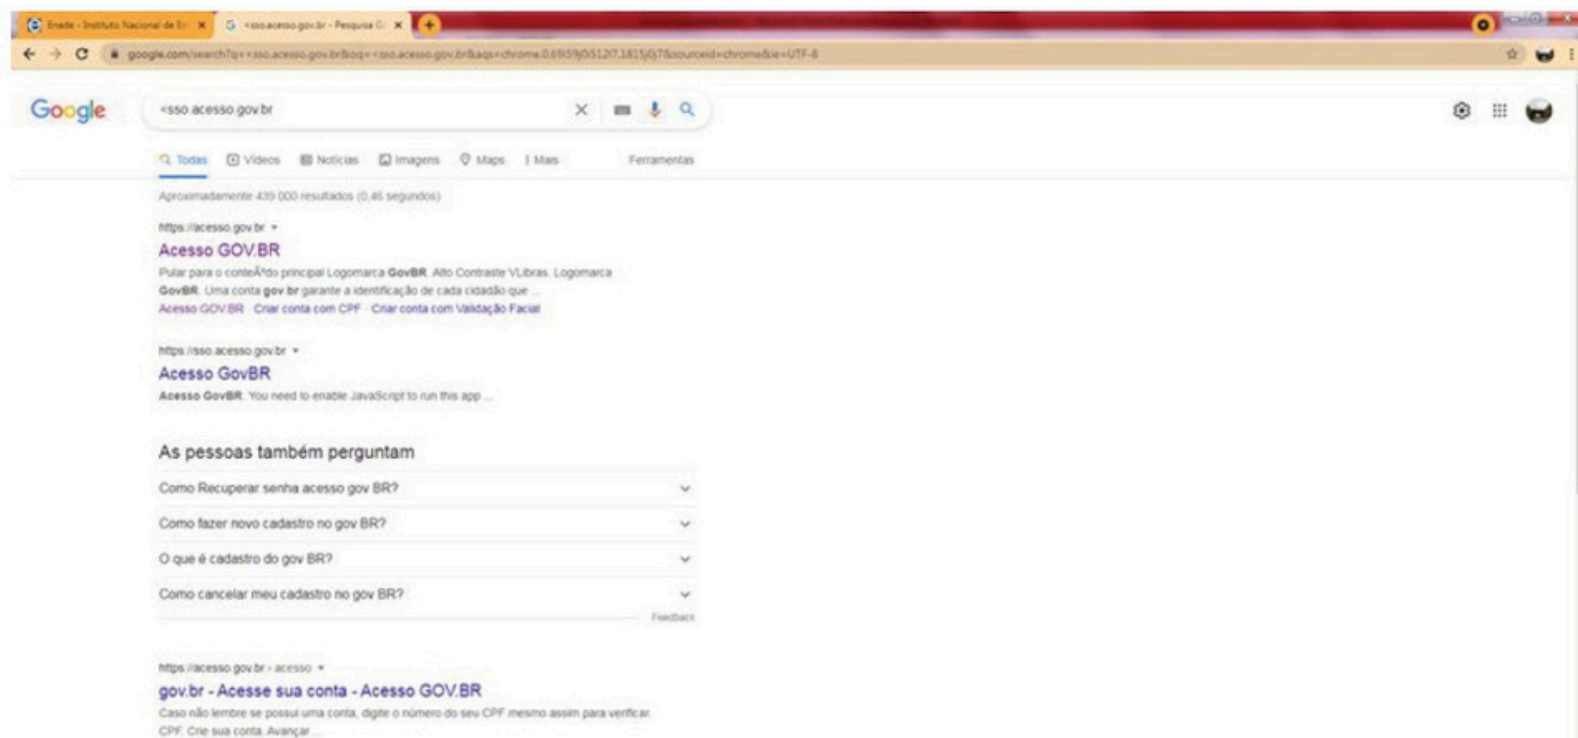 Enade - Instituto Nacional de Es
<sso.acesso.gov.br - Pesquisa G
google.com/search?q=<sso.acesso.gov.br&oq=<sso.acesso.gov.br&aqs=chrome.0.69i59j0i512l7.1815j0j7&sourceid=chrome&ie=UTF-8
Google
<sso.acesso.gov.br
Todas Vídeos Notícias Imagens Maps Mais Ferramentas
Aproximadamente 439.000 resultados (0,46 segundos)
https://acesso.gov.br
Acesso GOV.BR
Pular para o conteÃºdo principal Logomarca GovBR. Alto Contraste VLibras. Logomarca
GovBR. Uma conta gov.br garante a identificação de cada cidadão que ...
Acesso GOV.BR · Criar conta com CPF · Criar conta com Validação Facial
https://sso.acesso.gov.br
Acesso GovBR
Acesso GovBR. You need to enable JavaScript to run this app ...
As pessoas também perguntam
Como Recuperar senha acesso gov BR?
Como fazer novo cadastro no gov BR?
O que é cadastro do gov BR?
Como cancelar meu cadastro no gov BR?
Feedback
https://acesso.gov.br › acesso
gov.br - Acesse sua conta - Acesso GOV.BR
Caso não lembre se possui uma conta, digite o número do seu CPF mesmo assim para verificar.
CPF. Crie sua conta. Avançar ...